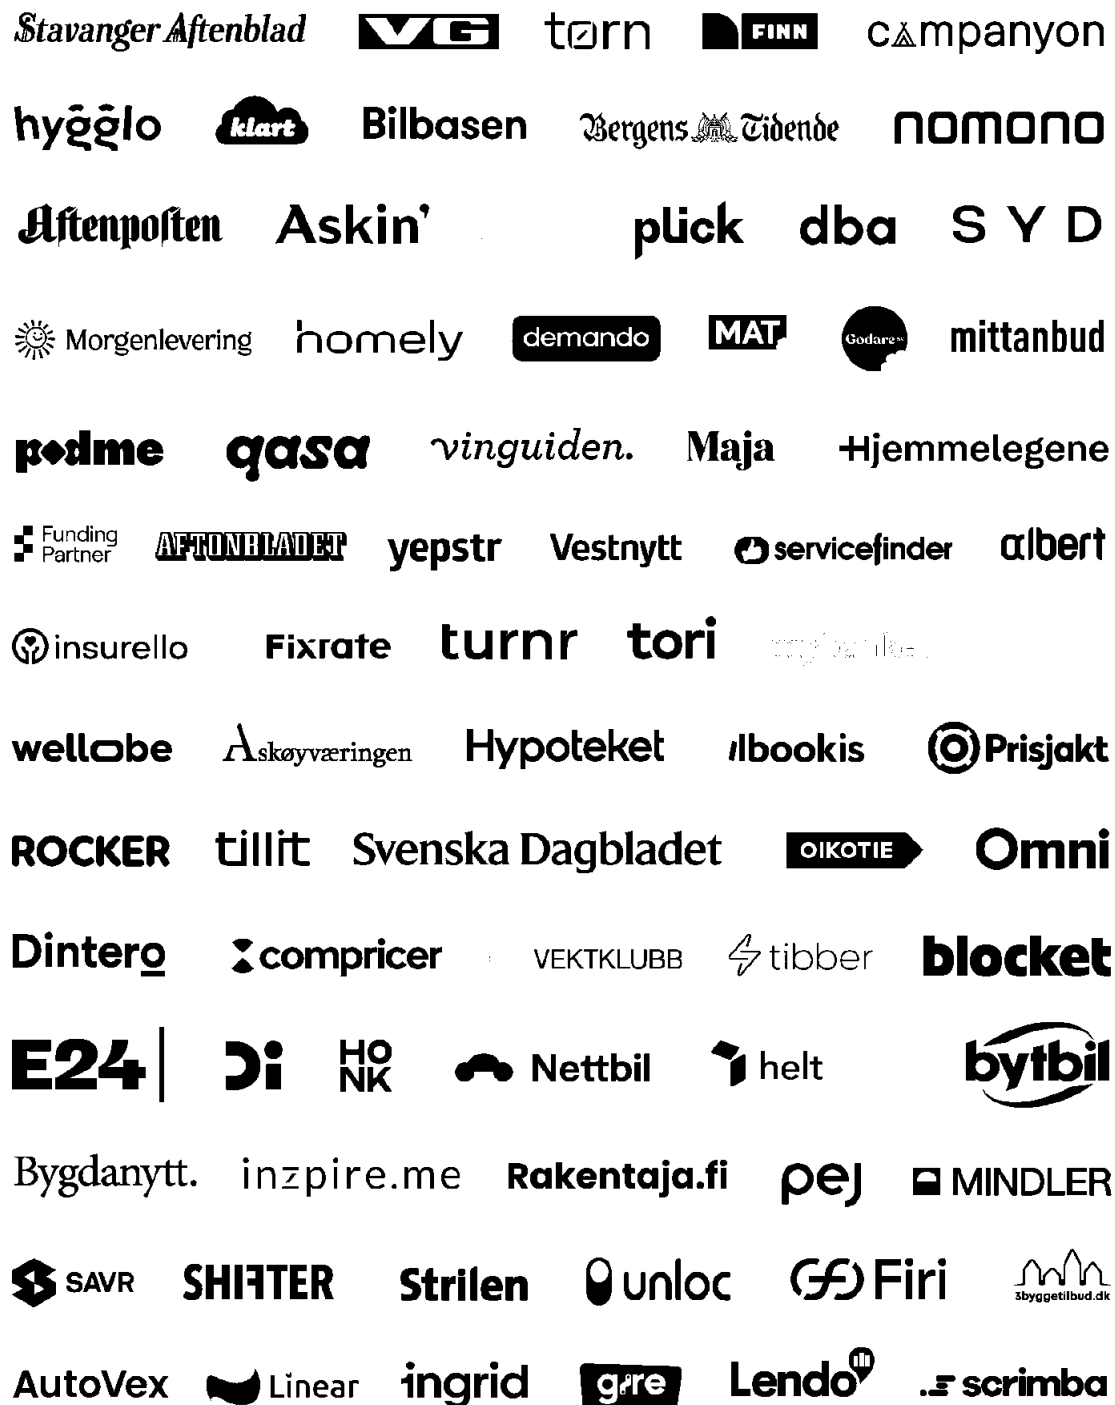 Stavanger Aftenblad VG tørn FINN campanyon
hygglo klart Bilbasen Bergens Tidende nomono
Aftenposten Askin' plick dba SYD
Morgenlevering homely demando MAT Godare.se mittanbud
podme qasa vinguiden. Maja Hjemmelegene
Funding
Partner AFTONBLADET yepstr Vestnytt servicefinder albert
insurello Fixrate turnr tori
wellobe Askøyværingen Hypoteket bookis Prisjakt
ROCKER tillit Svenska Dagbladet OIKOTIE Omni
Dintero compricer VEKTKLUBB tibber blocket
E24 Di HO
NK Nettbil helt bytbil
Bygdanytt. inzpire.me Rakentaja.fi pej MINDLER
SAVR SHIFTER Strilen unloc Firi 3byggetilbud.dk
AutoVex Linear ingrid gire Lendo scrimba